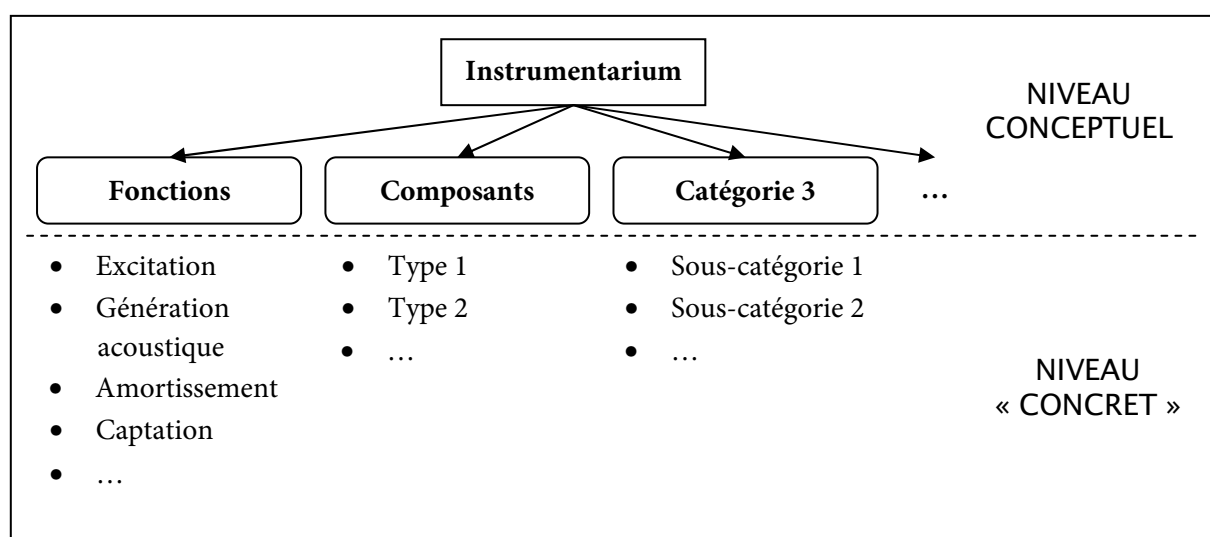 Instrumentarium
NIVEAU
CONCEPTUEL
Fonctions
Composants
Catégorie 3
…
• Excitation
• Génération
acoustique
• Amortissement
• Captation
• …
• Type 1
• Type 2
• …
• Sous-catégorie 1
• Sous-catégorie 2
• …
NIVEAU
« CONCRET »